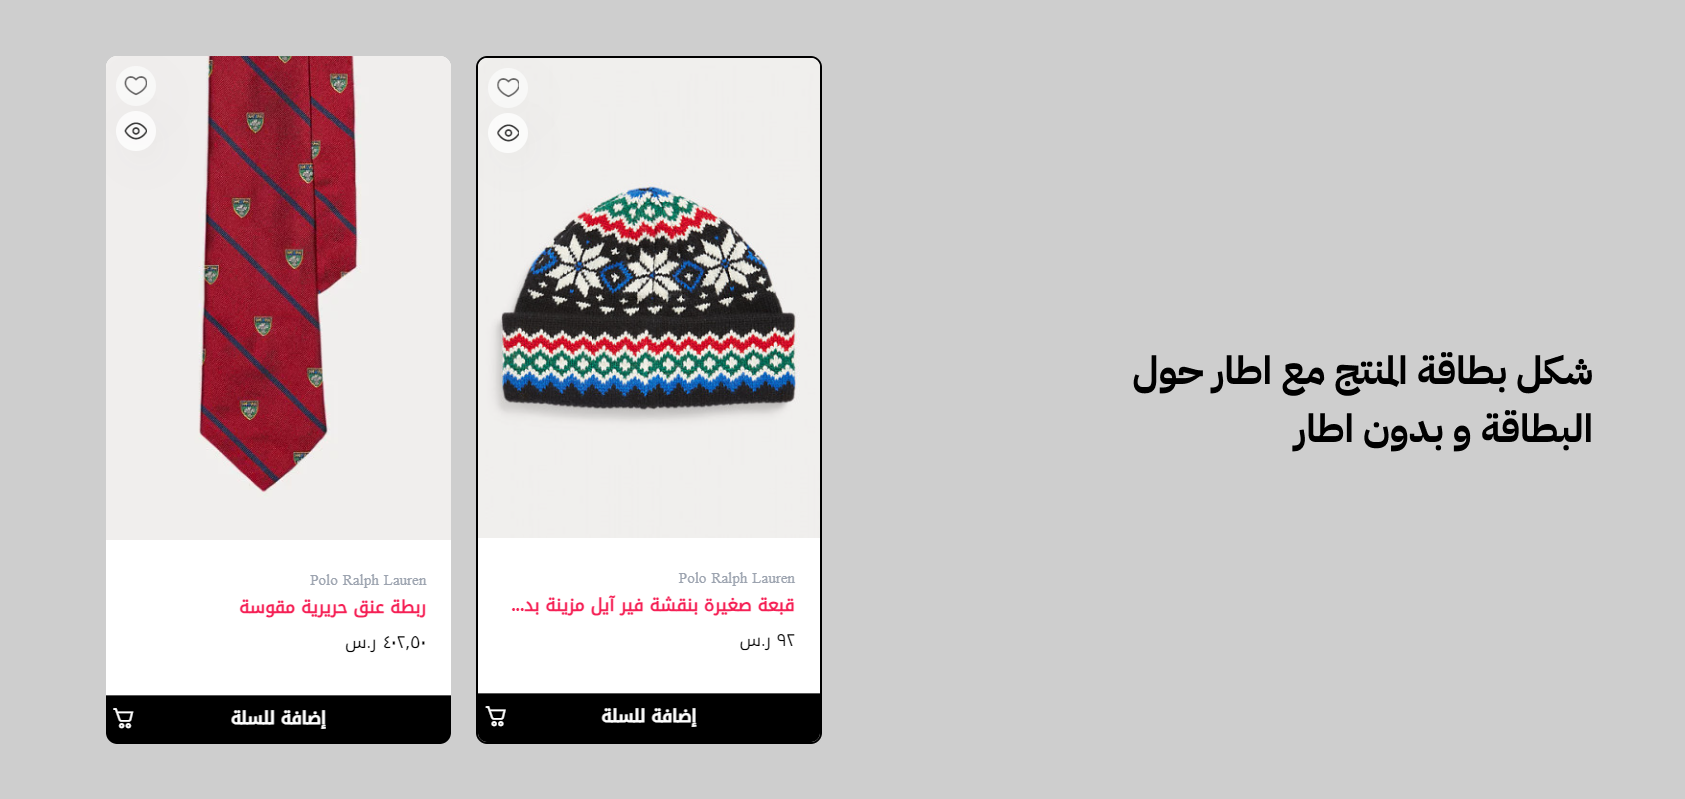 شكل بطاقة المنتج مع اطار حول
البطاقة و بدون اطار
Polo Ralph Lauren
قبعة صغيرة بنقشة فير آيل مزينة بد...
٩٢ ر.س
إضافة للسلة
Polo Ralph Lauren
ربطة عنق حريرية مقوسة
٤٠٢,٥٠ ر.س
إضافة للسلة